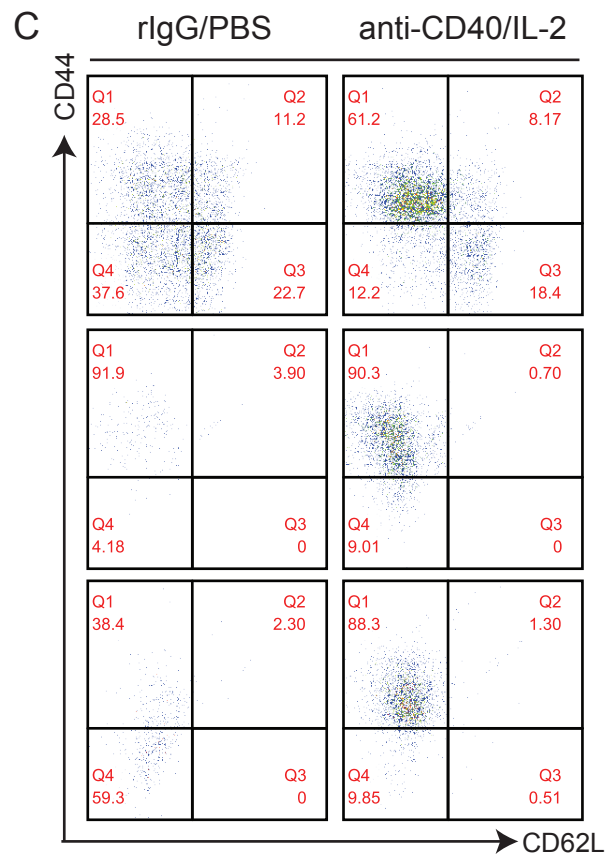 C
rIgG/PBS anti-CD40/IL-2
CD44
Q1 Q2 Q1 Q2
28.5 11.2 61.2 8.17
Q4 Q3 Q4 Q3
37.6 22.7 12.2 18.4
Q1 Q2 Q1 Q2
91.9 3.90 90.3 0.70
Q4 Q3 Q4 Q3
4.18 0 9.01 0
Q1 Q2 Q1 Q2
38.4 2.30 88.3 1.30
Q4 Q3 Q4 Q3
59.3 0 9.85 0.51
CD62L